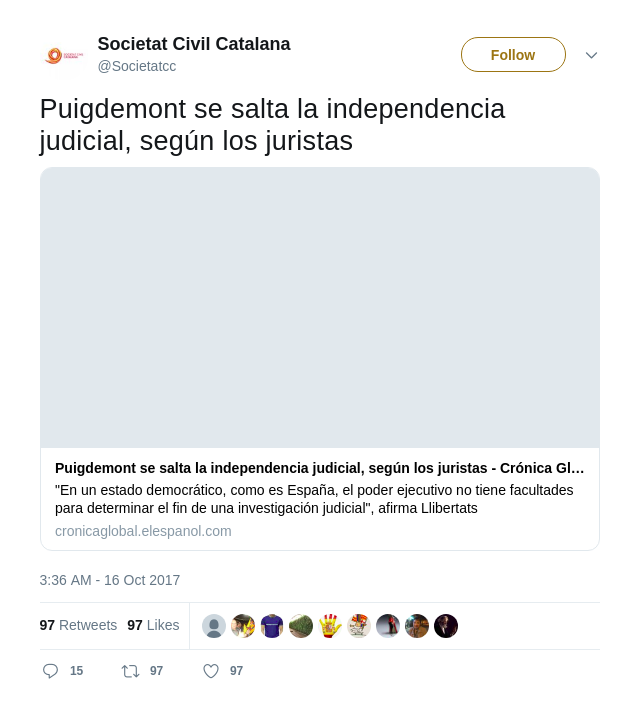 Societat Civil Catalana
@Societatcc
Follow
Puigdemont se salta la independencia
judicial, según los juristas
Puigdemont se salta la independencia judicial, según los juristas - Crónica Gl…
"En un estado democrático, como es España, el poder ejecutivo no tiene facultades
para determinar el fin de una investigación judicial", afirma Llibertats
cronicaglobal.elespanol.com
3:36 AM - 16 Oct 2017
97 Retweets 97 Likes
15 97 97